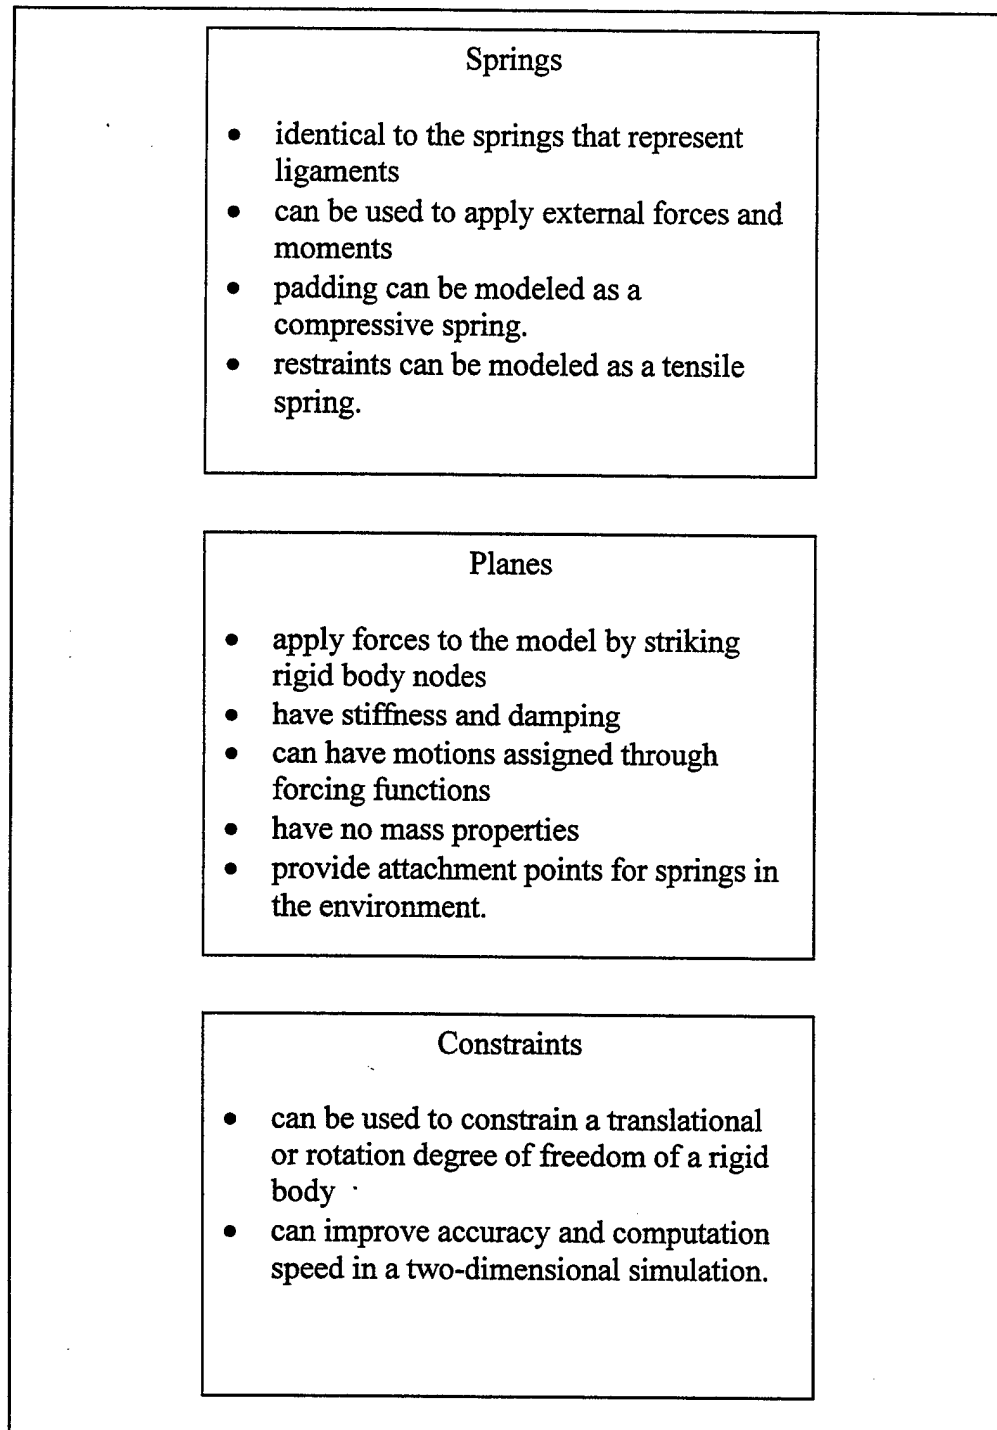 Springs
• identical to the springs that represent
ligaments
• can be used to apply external forces and
moments
• padding can be modeled as a
compressive spring.
• restraints can be modeled as a tensile
spring.
Planes
• apply forces to the model by striking
rigid body nodes
• have stiffness and damping
• can have motions assigned through
forcing functions
• have no mass properties
• provide attachment points for springs in
the environment.
Constraints
• can be used to constrain a translational
or rotation degree of freedom of a rigid
body
• can improve accuracy and computation
speed in a two-dimensional simulation.